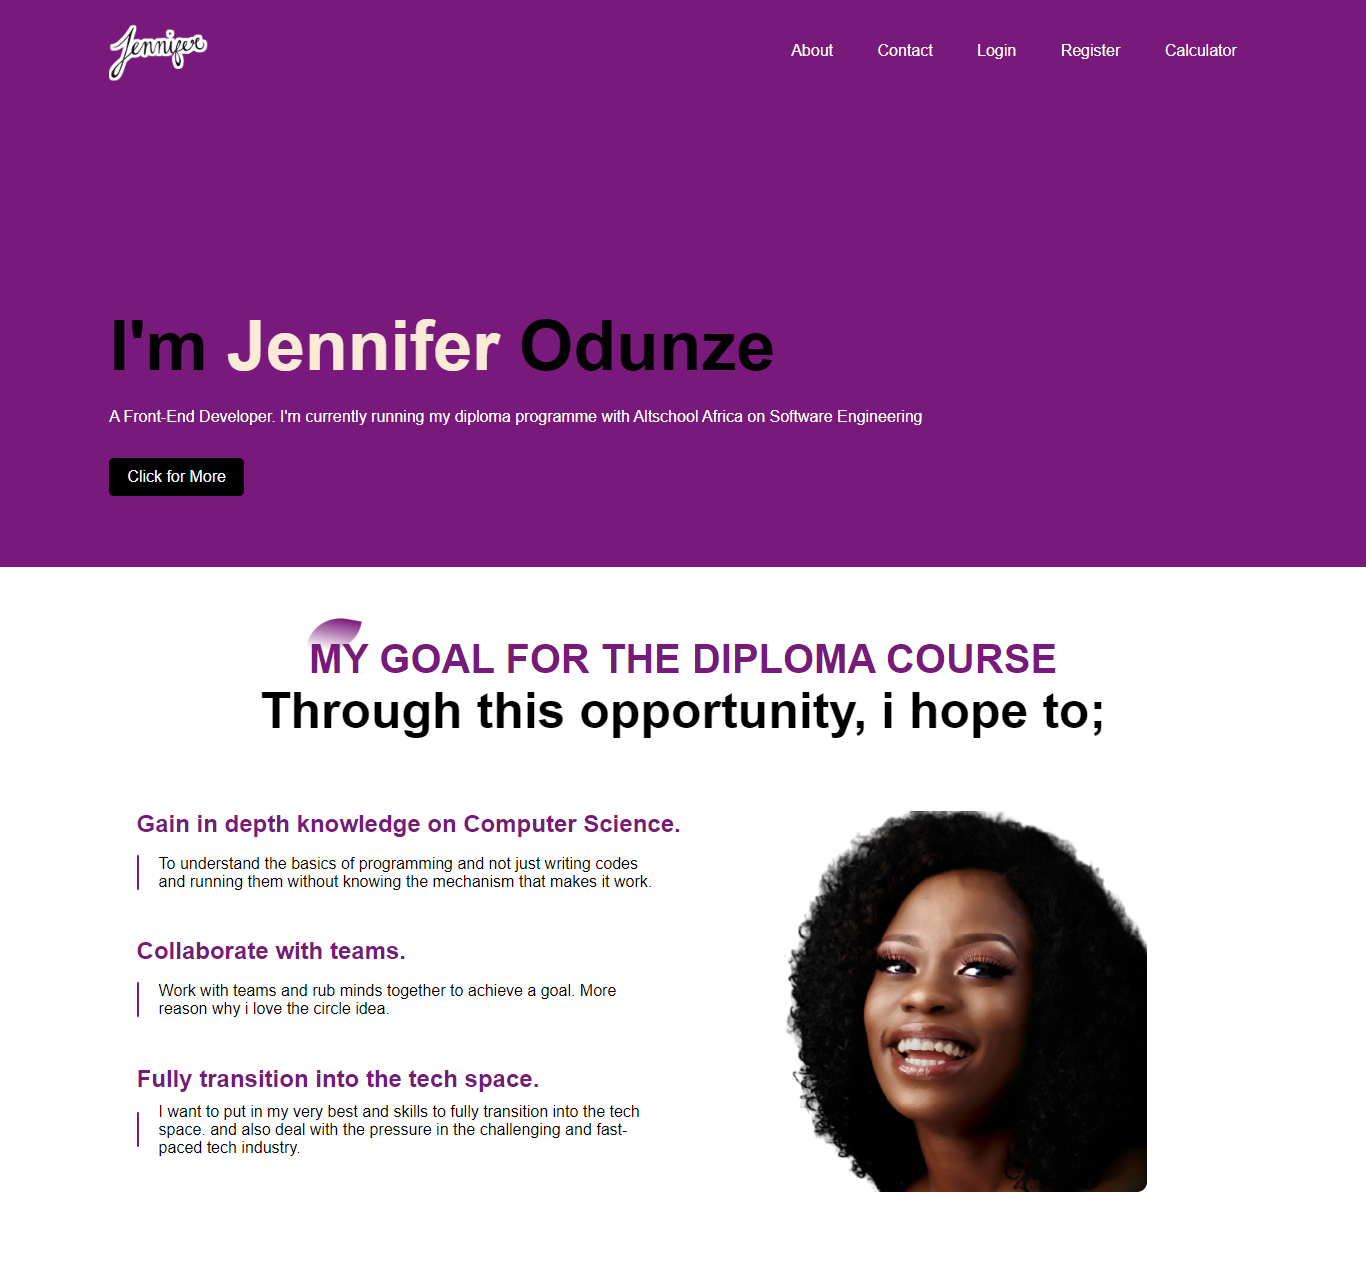 Jennifer
About Contact Login Register Calculator
I'm Jennifer Odunze
A Front-End Developer. I'm currently running my diploma programme with Altschool Africa on Software Engineering
Click for More
MY GOAL FOR THE DIPLOMA COURSE
Through this opportunity, i hope to;
Gain in depth knowledge on Computer Science.
To understand the basics of programming and not just writing codes
and running them without knowing the mechanism that makes it work.
Collaborate with teams.
Work with teams and rub minds together to achieve a goal. More
reason why i love the circle idea.
Fully transition into the tech space.
I want to put in my very best and skills to fully transition into the tech
space. and also deal with the pressure in the challenging and fast-
paced tech industry.